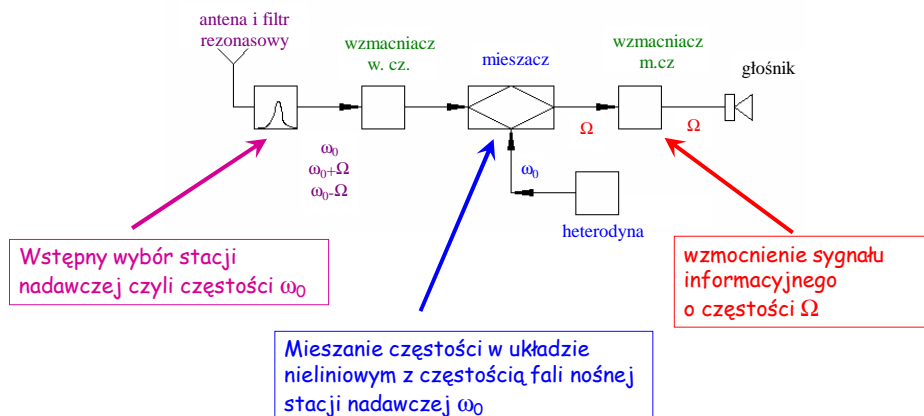 antena i filtr
rezonasowy
wzmacniacz
w. cz.
mieszacz
wzmacniacz
m.cz
głośnik
ω₀
ω₀+Ω
ω₀-Ω
ω₀
Ω
Ω
heterodyna
Wstępny wybór stacji
nadawczej czyli częstości ω₀
Mieszanie częstości w układzie
nieliniowym z częstością fali nośnej
stacji nadawczej ω₀
wzmocnienie sygnału
informacyjnego
o częstości Ω